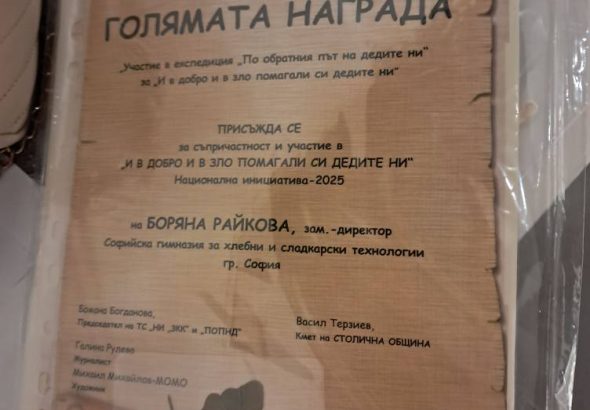 ГОЛЯМАТА НАГРАДА
„Участие в експедиция „По обратния път на дедите ни“
за „И в добро и в зло помагали си дедите ни“
ПРИСЪЖДА СЕ
за съпричастност и участие в
„И В ДОБРО И В ЗЛО ПОМАГАЛИ СИ ДЕДИТЕ НИ“
Национална инициатива-2025
на БОРЯНА РАЙКОВА, зам.-директор
Софийска гимназия за хлебни и сладкарски технологии
гр. София
Божана Богданова,
Председател на ТС „НИ „ЗКК“ и „ПОПНД“
Васил Терзиев,
Кмет на СТОЛИЧНА ОБЩИНА
Галина Рулева
Журналист
Михаил Михайлов-МОМО
Художник